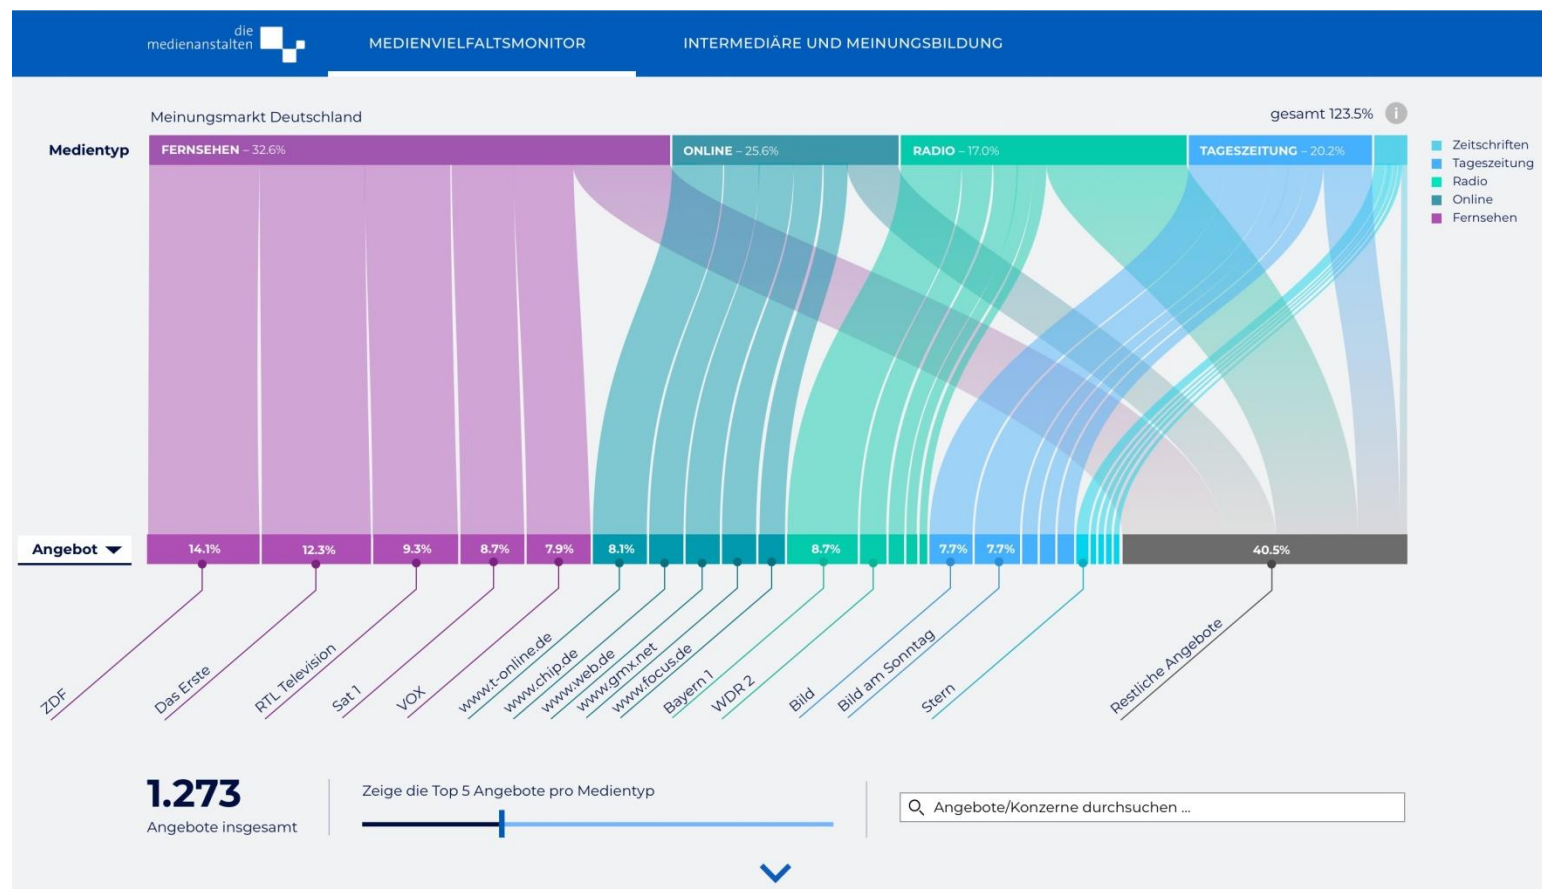 die
medienanstalten
MEDIENVIELFALTSMONITOR
INTERMEDIÄRE UND MEINUNGSBILDUNG
Meinungsmarkt Deutschland
gesamt 123.5%
i
Medientyp
FERNSEHEN – 32.6%
ONLINE – 25.6%
RADIO – 17.0%
TAGESZEITUNG – 20.2%
Zeitschriften
Tageszeitung
Radio
Online
Fernsehen
Angebot
14.1%
12.3%
9.3%
8.7%
7.9%
8.1%
8.7%
7.7%
7.7%
40.5%
ZDF
Das Erste
RTL Television
Sat 1
VOX
www.t-online.de
www.chip.de
www.web.de
www.gmx.net
www.focus.de
Bayern 1
WDR 2
Bild
Bild am Sonntag
Stern
Restliche Angebote
1.273
Angebote insgesamt
Zeige die Top 5 Angebote pro Medientyp
Angebote/Konzerne durchsuchen ...